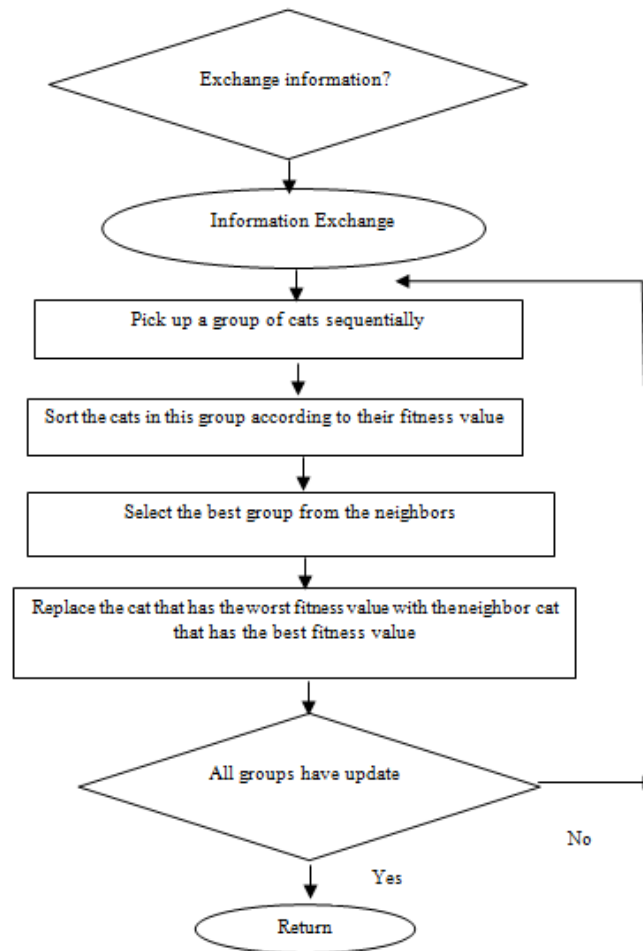 Exchange information?
Information Exchange
Pick up a group of cats sequentially
Sort the cats in this group according to their fitness value
Select the best group from the neighbors
Replace the cat that has the worst fitness value with the neighbor cat
that has the best fitness value
All groups have update
No
Yes
Return